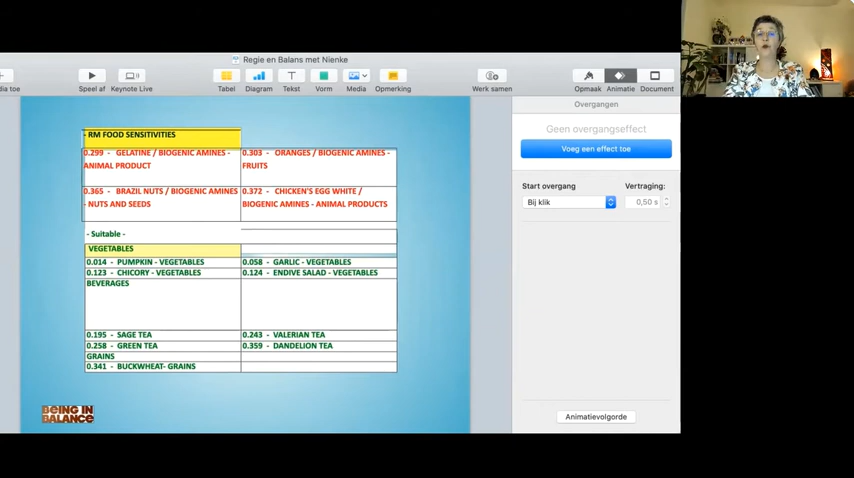 Regie en Balans met Nienke
Speel af
Keynote Live
Tabel
Diagram
Tekst
Vorm
Media
Opmerking
Werk samen
Opmaak
Animatie
Document
Overgangen
Geen overgangseffect
Voeg een effect toe
Start overgang
Vertraging:
Bij klik
0,50 s
Animatievolgorde
- RM FOOD SENSITIVITIES
0.299 - GELATINE / BIOGENIC AMINES -
ANIMAL PRODUCT
0.303 - ORANGES / BIOGENIC AMINES -
FRUITS
0.365 - BRAZIL NUTS / BIOGENIC AMINES
- NUTS AND SEEDS
0.372 - CHICKEN'S EGG WHITE /
BIOGENIC AMINES - ANIMAL PRODUCTS
- Suitable -
VEGETABLES
0.014 - PUMPKIN - VEGETABLES
0.058 - GARLIC - VEGETABLES
0.123 - CHICORY - VEGETABLES
0.124 - ENDIVE SALAD - VEGETABLES
BEVERAGES
0.195 - SAGE TEA
0.243 - VALERIAN TEA
0.258 - GREEN TEA
0.359 - DANDELION TEA
GRAINS
0.341 - BUCKWHEAT- GRAINS
BEING IN
BALANCE